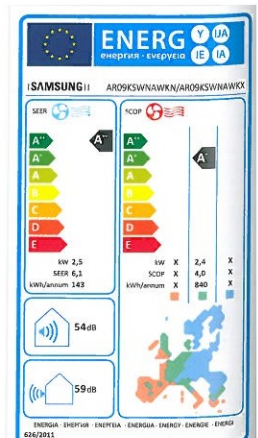 ENERG Y IJA
енергия · ενεργεια IE IA
SAMSUNG AR09KSWNAWKN/AR09KSWNAWKX
SEER SCOP
A++ A++ A++
A+ A+ A+
A A
B B
C C
D D
E E
kW 2,5 kW X 2,4 X
SEER 6,1 SCOP X 4,0 X
kWh/annum 143 kWh/annum X 840 X
54dB
59dB
ENERGIA · ЕНЕРГИЯ · ΕΝΕΡΓΕΙΑ · ENERGIJA · ENERGY · ENERGIE · ENERGI
626/2011